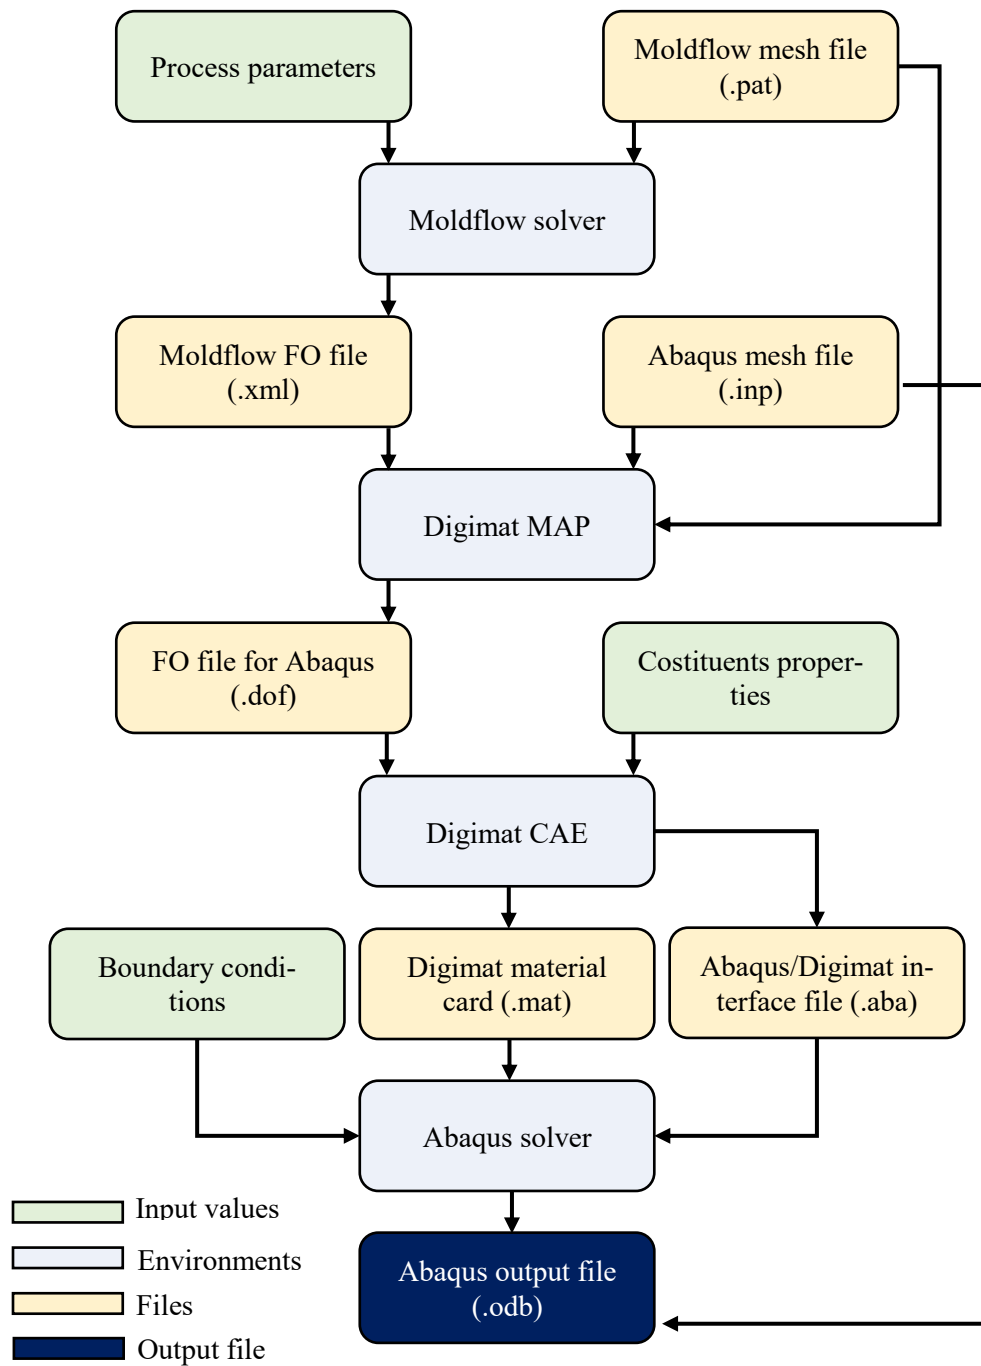 Process parameters
Moldflow mesh file
(.pat)
Moldflow solver
Moldflow FO file
(.xml)
Abaqus mesh file
(.inp)
Digimat MAP
FO file for Abaqus
(.dof)
Costituents proper-
ties
Digimat CAE
Boundary condi-
tions
Digimat material
card (.mat)
Abaqus/Digimat in-
terface file (.aba)
Abaqus solver
Abaqus output file
(.odb)
Input values
Environments
Files
Output file